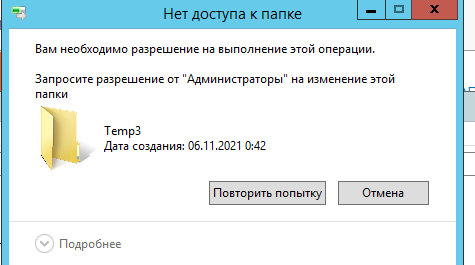 Нет доступа к папке
Вам необходимо разрешение на выполнение этой операции.
Запросите разрешение от "Администраторы" на изменение этой
папки
Temp3
Дата создания: 06.11.2021 0:42
Повторить попытку
Отмена
Подробнее